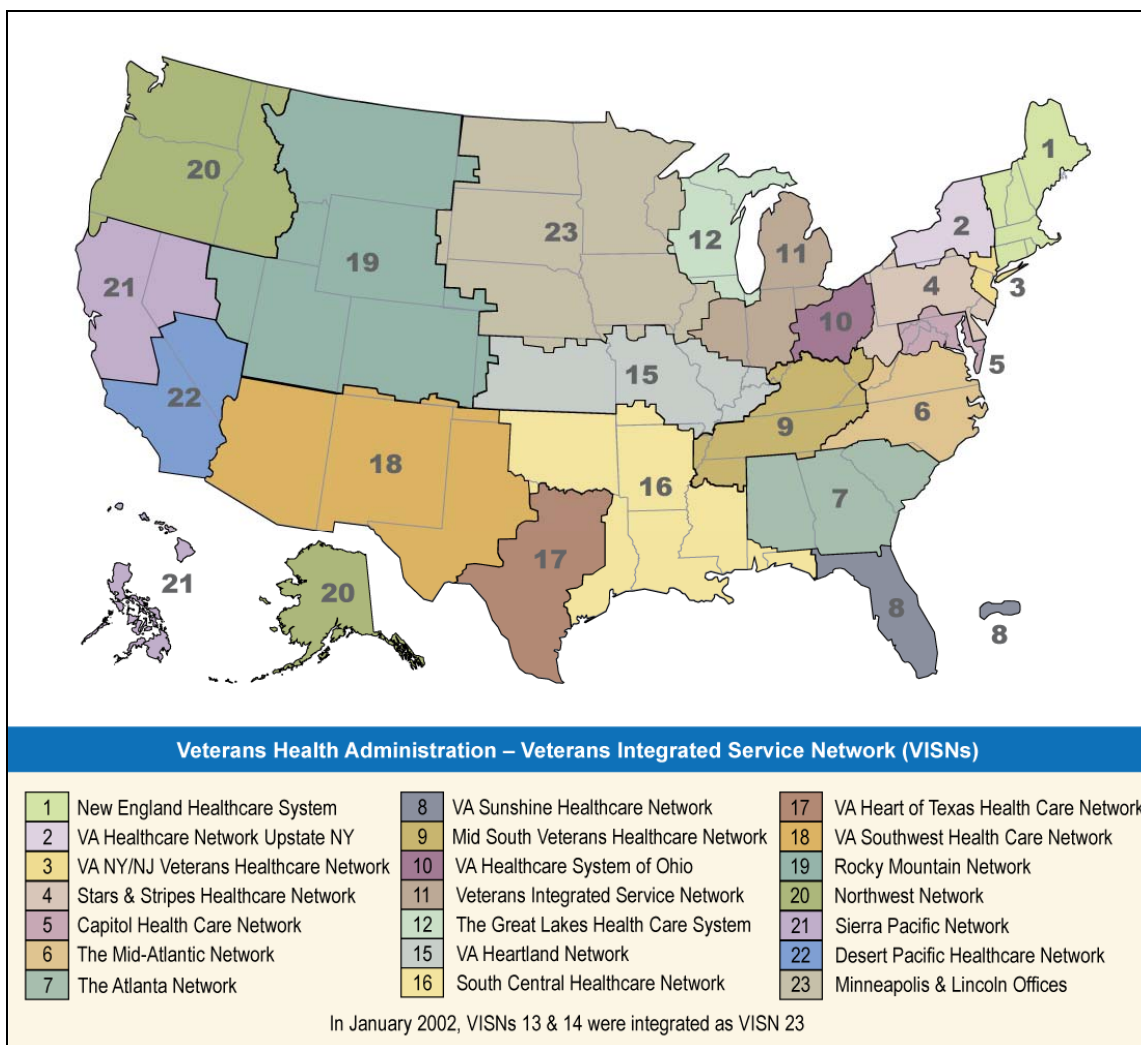 1
20
2
23
12
11
19
3
4
21
10
5
15
22
6
9
18
16
7
17
21
20
8
8
Veterans Health Administration – Veterans Integrated Service Network (VISNs)
1 New England Healthcare System
2 VA Healthcare Network Upstate NY
3 VA NY/NJ Veterans Healthcare Network
4 Stars & Stripes Healthcare Network
5 Capitol Health Care Network
6 The Mid-Atlantic Network
7 The Atlanta Network
8 VA Sunshine Healthcare Network
9 Mid South Veterans Healthcare Network
10 VA Healthcare System of Ohio
11 Veterans Integrated Service Network
12 The Great Lakes Health Care System
15 VA Heartland Network
16 South Central Healthcare Network
17 VA Heart of Texas Health Care Network
18 VA Southwest Health Care Network
19 Rocky Mountain Network
20 Northwest Network
21 Sierra Pacific Network
22 Desert Pacific Healthcare Network
23 Minneapolis & Lincoln Offices
In January 2002, VISNs 13 & 14 were integrated as VISN 23